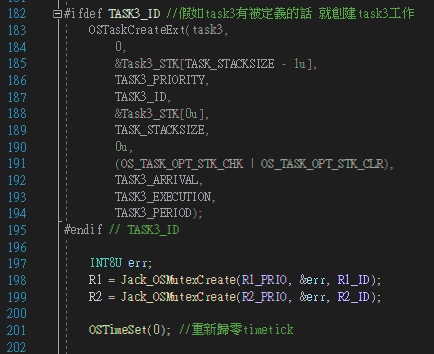 182 #ifdef TASK3_ID //假如task3有被定義的話 就創建task3工作
183 OSTaskCreateExt(task3,
184 0,
185 &Task3_STK[TASK_STACKSIZE - 1u],
186 TASK3_PRIORITY,
187 TASK3_ID,
188 &Task3_STK[0u],
189 TASK_STACKSIZE,
190 0u,
191 (OS_TASK_OPT_STK_CHK | OS_TASK_OPT_STK_CLR),
192 TASK3_ARRIVAL,
193 TASK3_EXECUTION,
194 TASK3_PERIOD);
195 #endif // TASK3_ID
196
197 INT8U err;
198 R1 = Jack_OSMutexCreate(R1_PRIO, &err, R1_ID);
199 R2 = Jack_OSMutexCreate(R2_PRIO, &err, R2_ID);
200
201 OSTimeSet(0); //重新歸零timetick
202